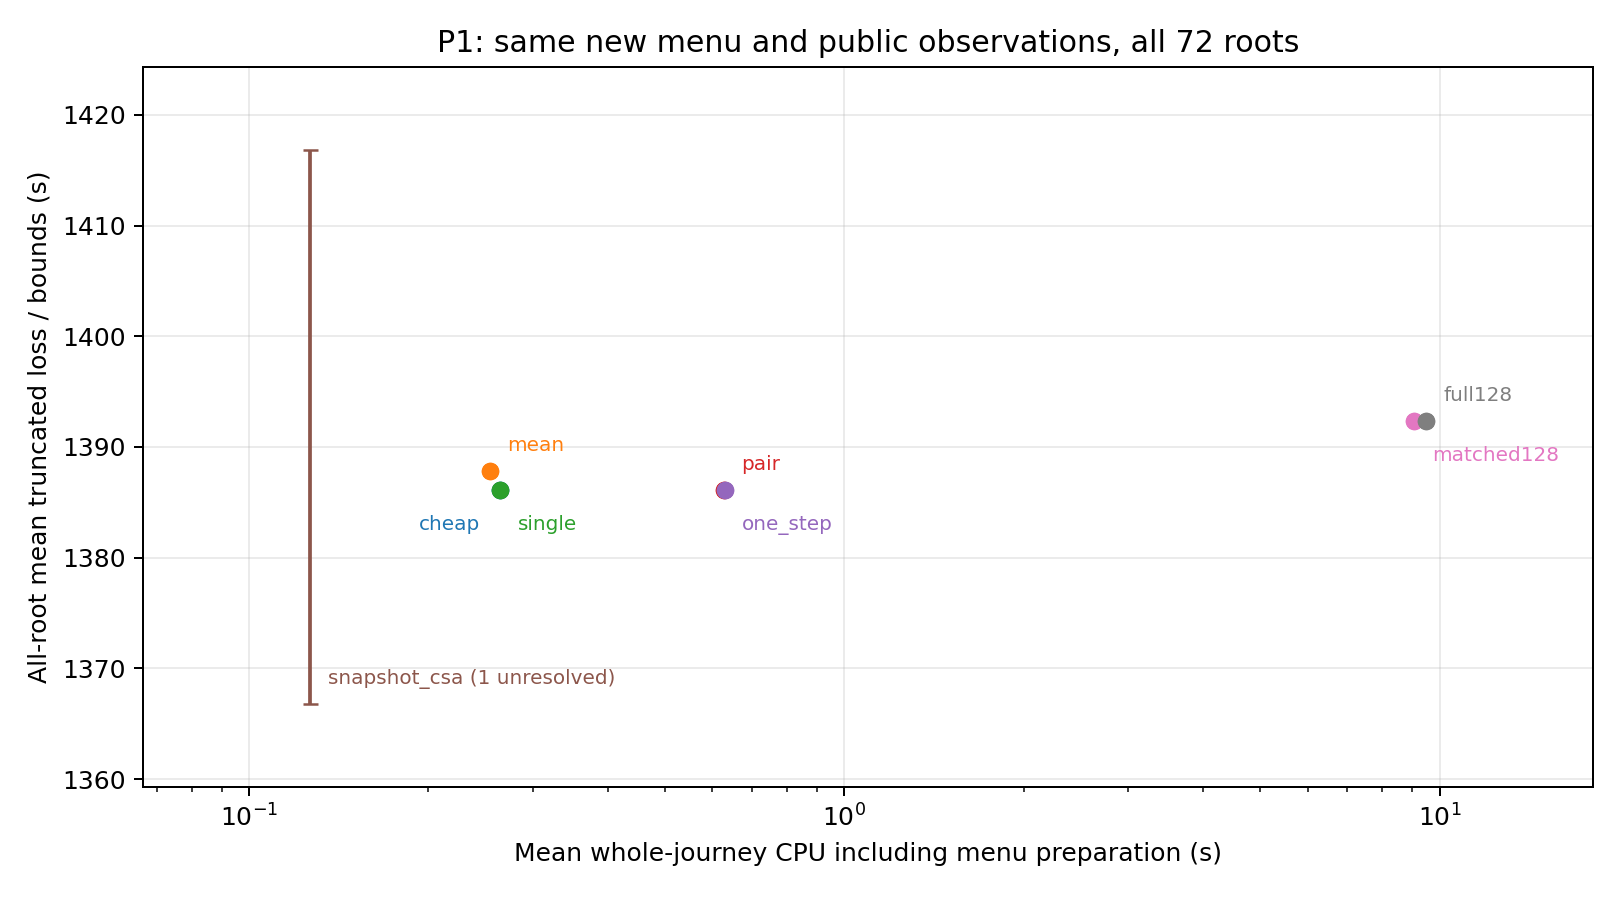 P1: same new menu and public observations, all 72 roots
All-root mean truncated loss / bounds (s)
1420
1410
1400
1390
1380
1370
1360
full128
matched128
mean
pair
cheap
single
one_step
snapshot_csa (1 unresolved)
10⁻¹
10⁰
10¹
Mean whole-journey CPU including menu preparation (s)